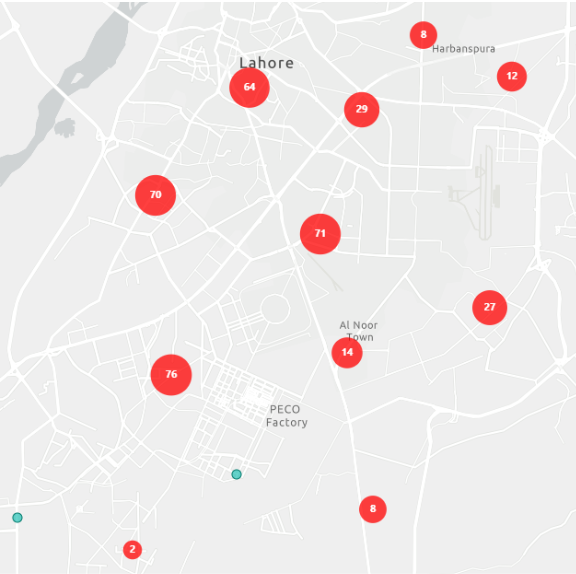 8
Harbanspura
Lahore
12
64
29
70
71
27
Al Noor
Town
14
76
PECO
Factory
8
2